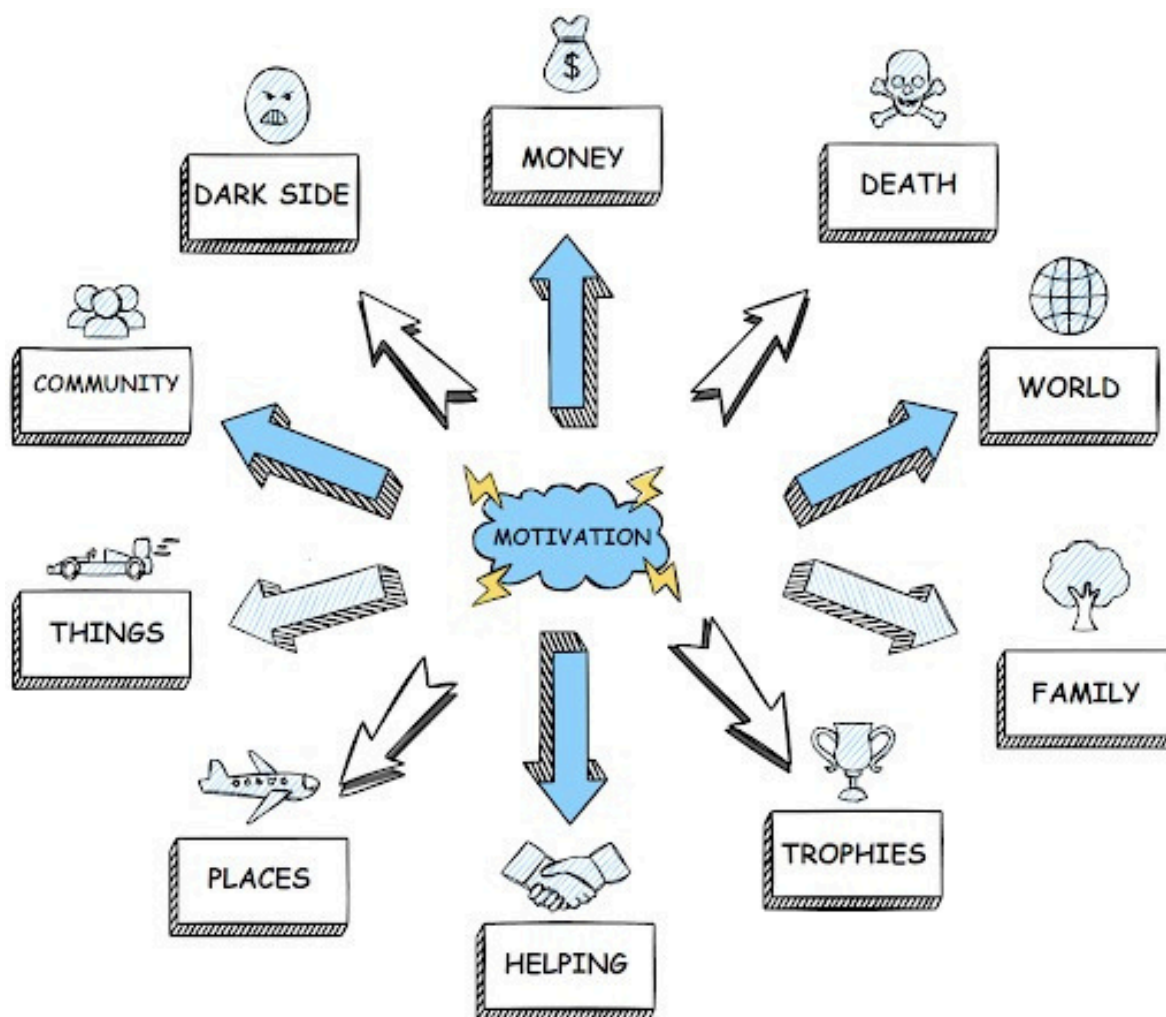 $
MONEY
DARK SIDE
DEATH
COMMUNITY
WORLD
MOTIVATION
THINGS
FAMILY
PLACES
TROPHIES
HELPING